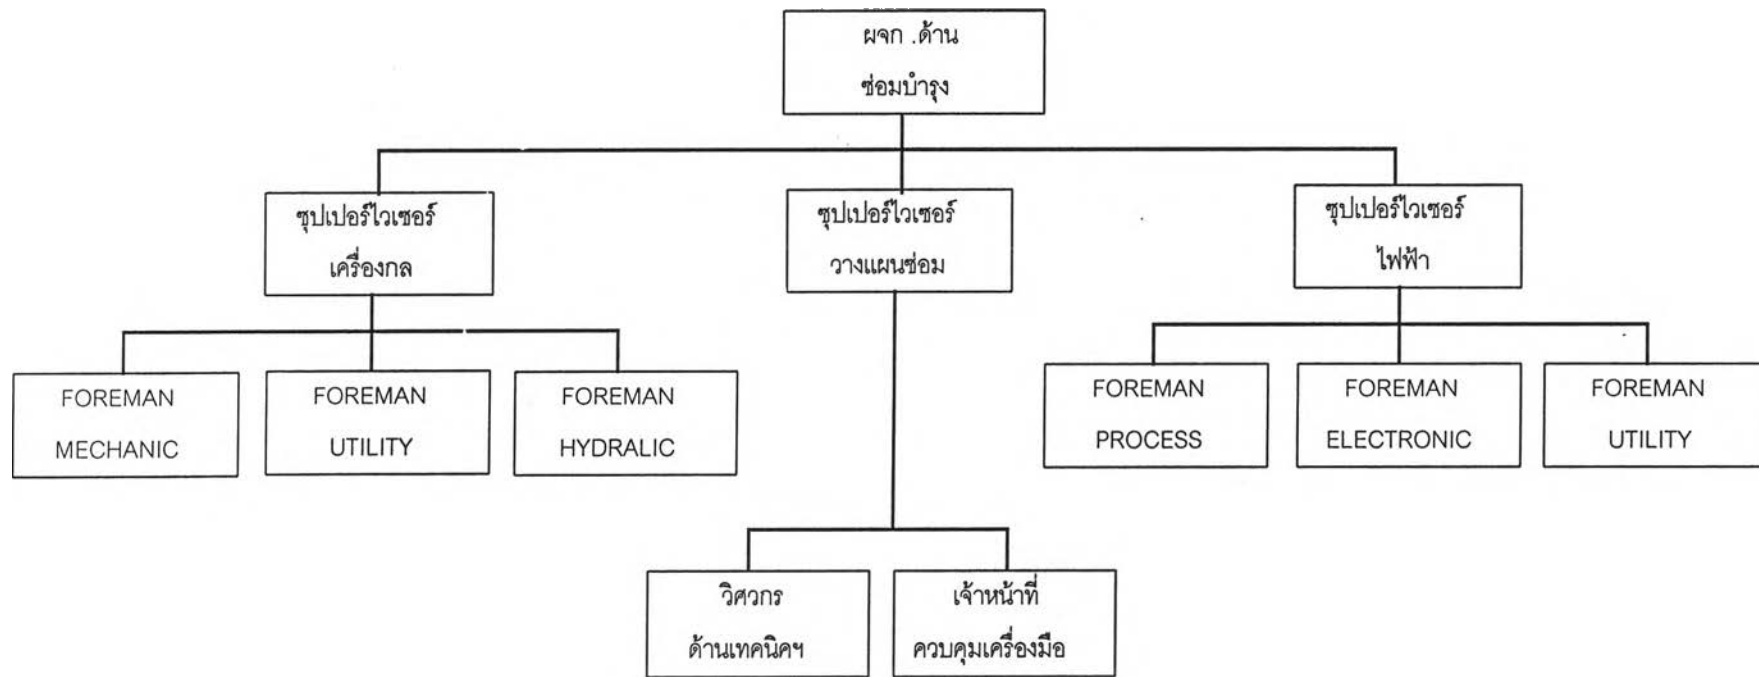 ผจก .ด้าน
ซ่อมบำรุง
ซุปเปอร์ไวเซอร์
เครื่องกล
ซุปเปอร์ไวเซอร์
วางแผนซ่อม
ซุปเปอร์ไวเซอร์
ไฟฟ้า
FOREMAN
MECHANIC
FOREMAN
UTILITY
FOREMAN
HYDRALIC
FOREMAN
PROCESS
FOREMAN
ELECTRONIC
FOREMAN
UTILITY
วิศวกร
ด้านเทคนิคฯ
เจ้าหน้าที่
ควบคุมเครื่องมือ